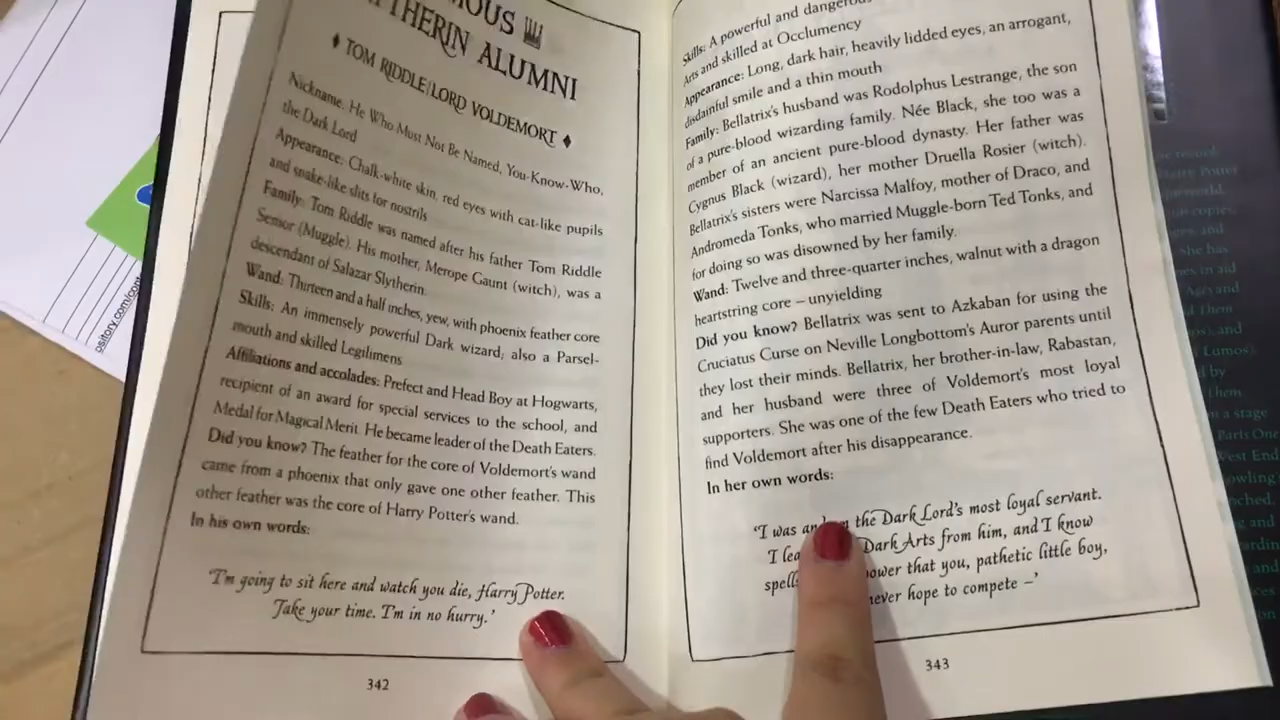 MOUS
THERIN ALUMNI
TOM RIDDLE/LORD VOLDEMORT
Nickname: He Who Must Not Be Named, You-Know-Who,
the Dark Lord
Appearance: Chalk-white skin, red eyes with cat-like pupils
and snake-like slits for nostrils
Family: Tom Riddle was named after his father Tom Riddle
Senior (Muggle). His mother, Merope Gaunt (witch), was a
descendant of Salazar Slytherin.
Wand: Thirteen and a half inches, yew, with phoenix feather core
Skills: An immensely powerful Dark wizard; also a Parsel-
mouth and skilled Legilimens
Affiliations and accolades: Prefect and Head Boy at Hogwarts,
recipient of an award for special services to the school, and
Medal for Magical Merit. He became leader of the Death Eaters.
Did you know? The feather for the core of Voldemort's wand
came from a phoenix that only gave one other feather. This
other feather was the core of Harry Potter's wand.
In his own words:
'I'm going to sit here and watch you die, Harry Potter.
Take your time. I'm in no hurry.'
342
Skills: A powerful and dangerous
Arts and skilled at Occlumency
Appearance: Long, dark hair, heavily lidded eyes, an arrogant,
disdainful smile and a thin mouth
Family: Bellatrix's husband was Rodolphus Lestrange, the son
of a pure-blood wizarding family. Née Black, she too was a
member of an ancient pure-blood dynasty. Her father was
Cygnus Black (wizard), her mother Druella Rosier (witch).
Bellatrix's sisters were Narcissa Malfoy, mother of Draco, and
Andromeda Tonks, who married Muggle-born Ted Tonks, and
for doing so was disowned by her family.
Wand: Twelve and three-quarter inches, walnut with a dragon
heartstring core – unyielding
Did you know? Bellatrix was sent to Azkaban for using the
Cruciatus Curse on Neville Longbottom's Auror parents until
they lost their minds. Bellatrix, her brother-in-law, Rabastan,
and her husband were three of Voldemort's most loyal
supporters. She was one of the few Death Eaters who tried to
find Voldemort after his disappearance.
In her own words:
'I was and the Dark Lord's most loyal servant.
I Dark Arts from him, and I know
power that you, pathetic little boy,
never hope to compete –'
343
ository.com/con